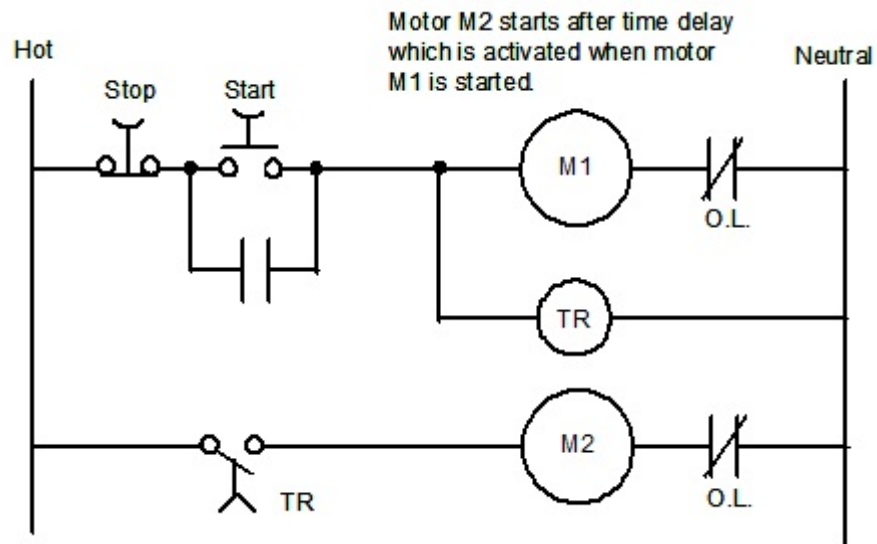 Motor M2 starts after time delay
which is activated when motor
M1 is started.
Hot
Neutral
Stop
Start
M1
O.L.
TR
M2
TR
O.L.